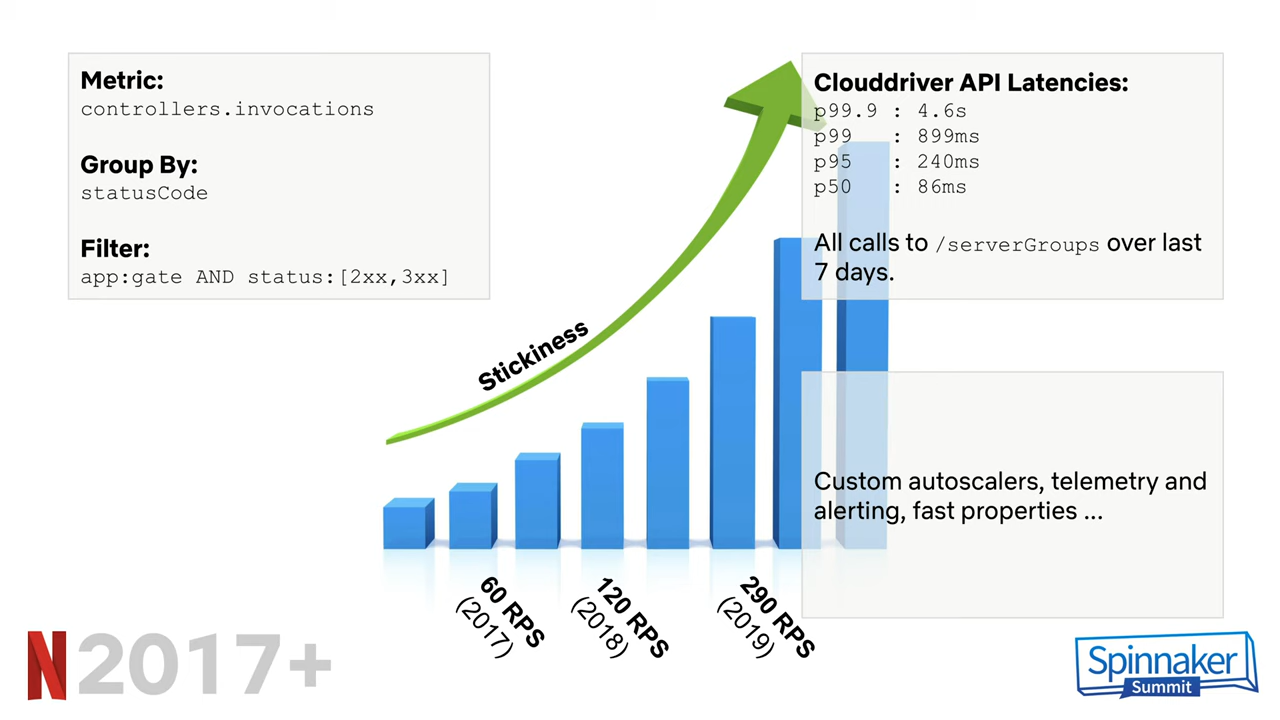 Metric:
controllers.invocations
Group By:
statusCode
Filter:
app:gate AND status:[2xx,3xx]
Stickiness
Clouddriver API Latencies:
p99.9 : 4.6s
p99 : 899ms
p95 : 240ms
p50 : 86ms
All calls to /serverGroups over last
7 days.
Custom autoscalers, telemetry and
alerting, fast properties ...
60 RPS
(2017)
120 RPS
(2018)
290 RPS
(2019)
N 2017+
Spinnaker
Summit